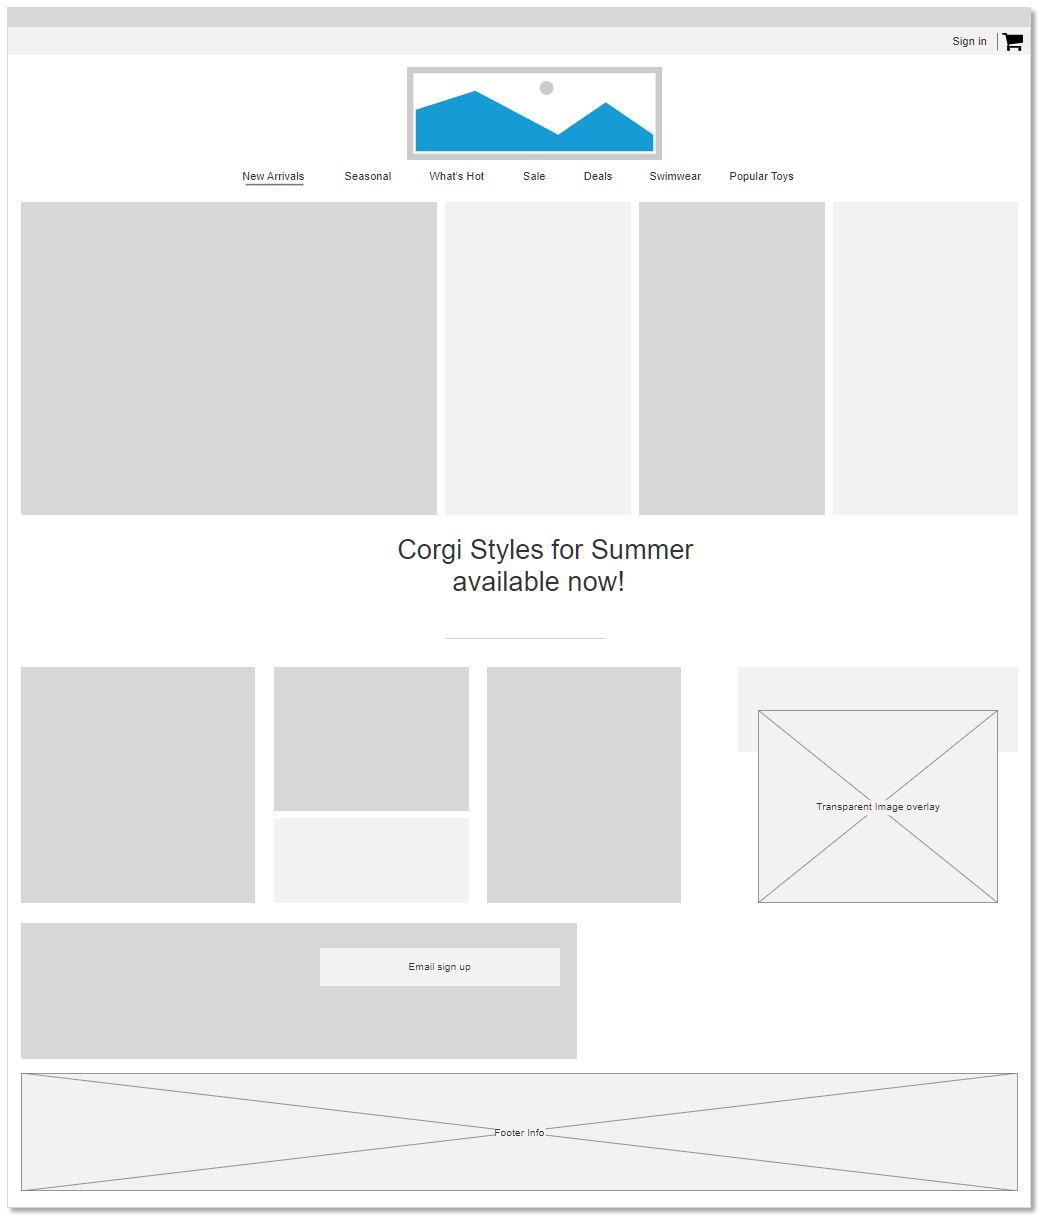 Sign in
New Arrivals Seasonal What's Hot Sale Deals Swimwear Popular Toys
Corgi Styles for Summer
available now!
Transparent Image overlay
Email sign up
Footer Info